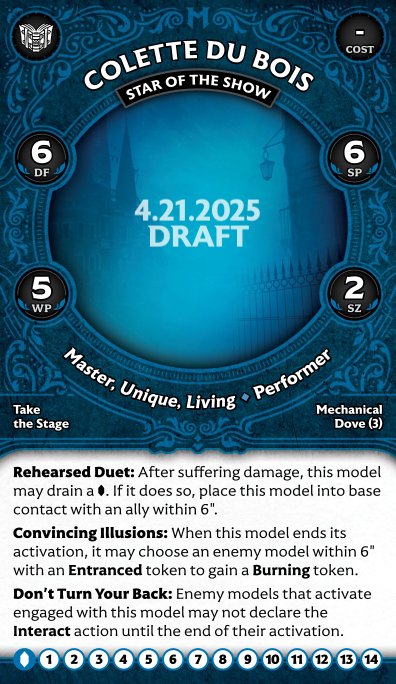 -
COST
COLETTE DU BOIS
STAR OF THE SHOW
6
DF
6
SP
4.21.2025
DRAFT
5
WP
2
SZ
Master, Unique, Living ◆ Performer
Take
the Stage
Mechanical
Dove (3)
Rehearsed Duet: After suffering damage, this model
may drain a ⬧. If it does so, place this model into base
contact with an ally within 6".
Convincing Illusions: When this model ends its
activation, it may choose an enemy model within 6"
with an Entranced token to gain a Burning token.
Don't Turn Your Back: Enemy models that activate
engaged with this model may not declare the
Interact action until the end of their activation.
1 2 3 4 5 6 7 8 9 10 11 12 13 14